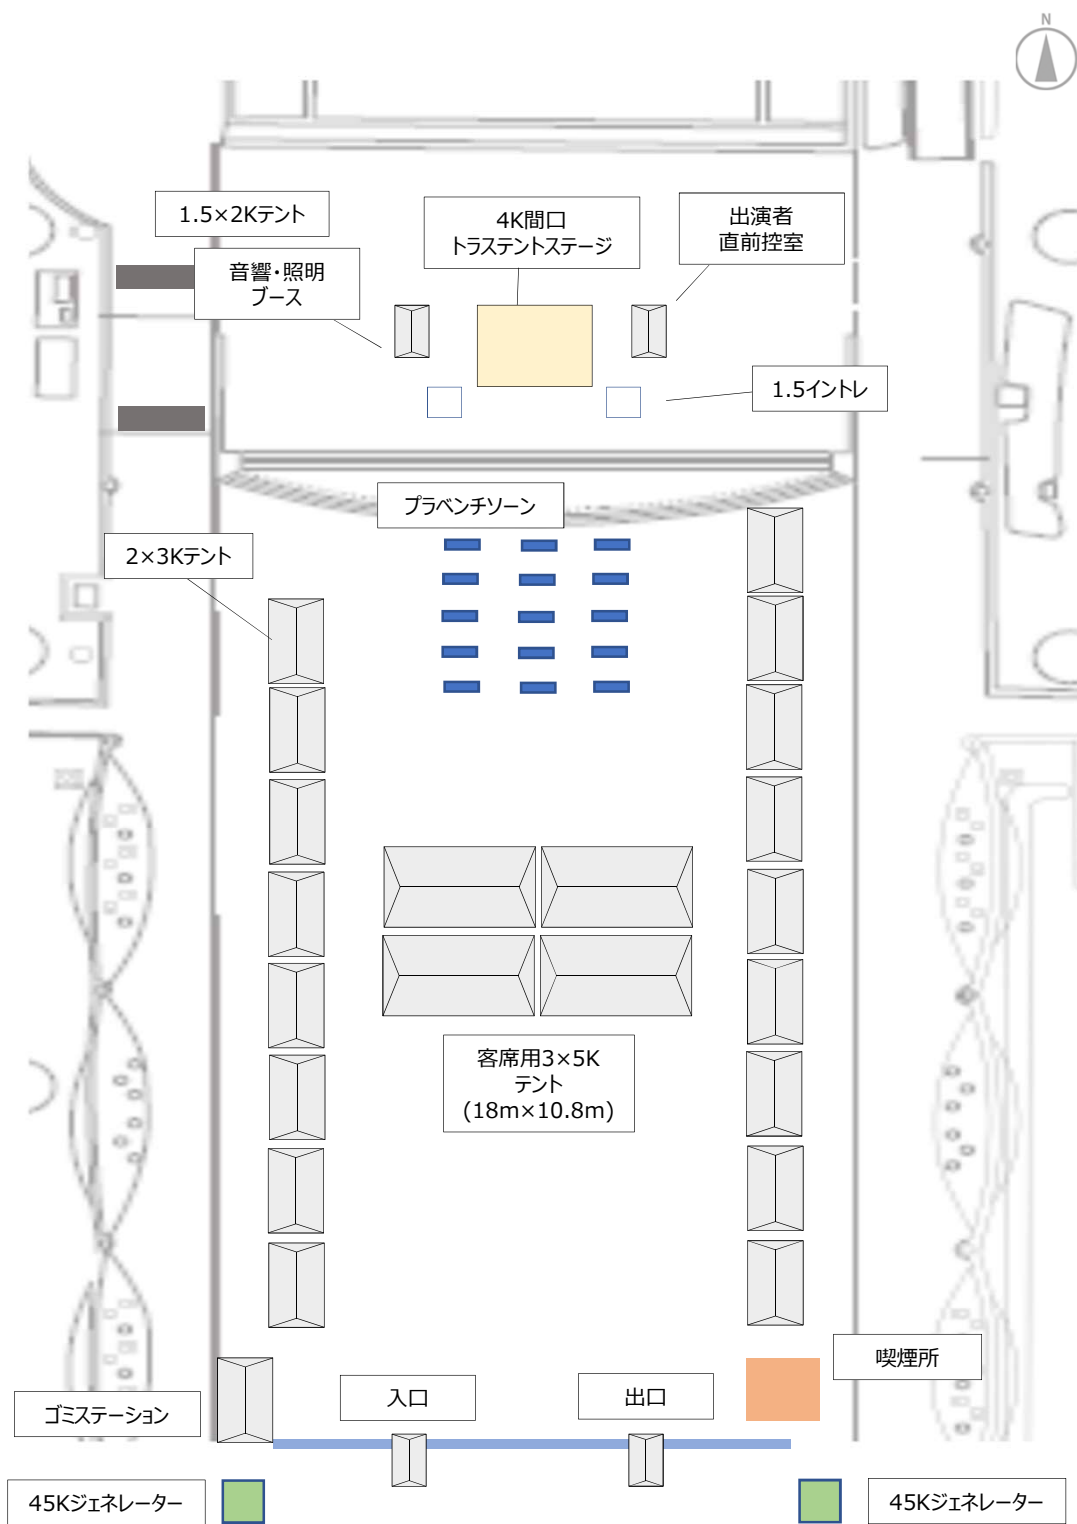 N
1.5×2Kテント
4K間口
トラステントステージ
出演者
直前控室
音響・照明
ブース
1.5イントレ
プラベンチゾーン
2×3Kテント
客席用3×5K
テント
(18m×10.8m)
喫煙所
入口
出口
ゴミステーション
45Kジェネレーター
45Kジェネレーター